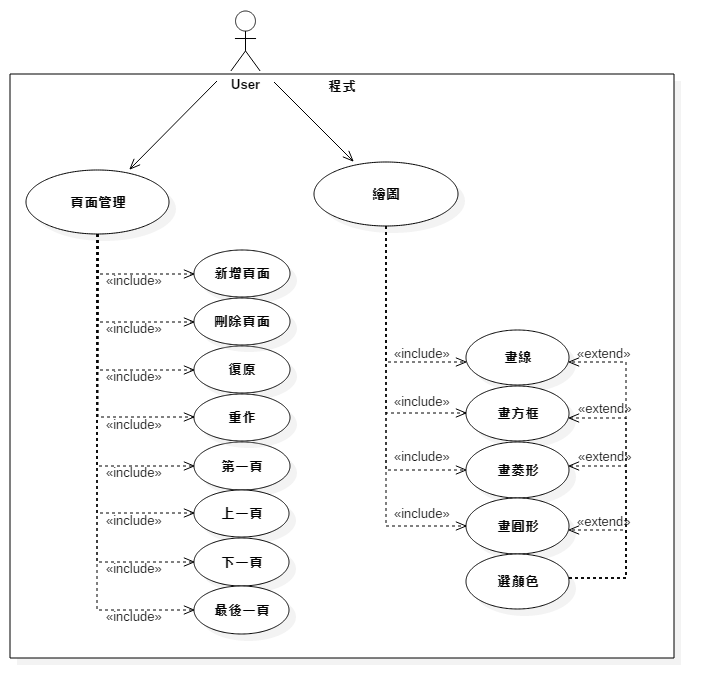 User
程式
頁面管理
繪圖
新增頁面
«include»
刪除頁面
«include»
復原
«include»
重作
«include»
第一頁
«include»
上一頁
«include»
下一頁
«include»
最後一頁
«include»
«include»
畫線
«extend»
«include»
畫方框
«extend»
«include»
畫菱形
«extend»
«include»
畫圓形
«extend»
選顏色